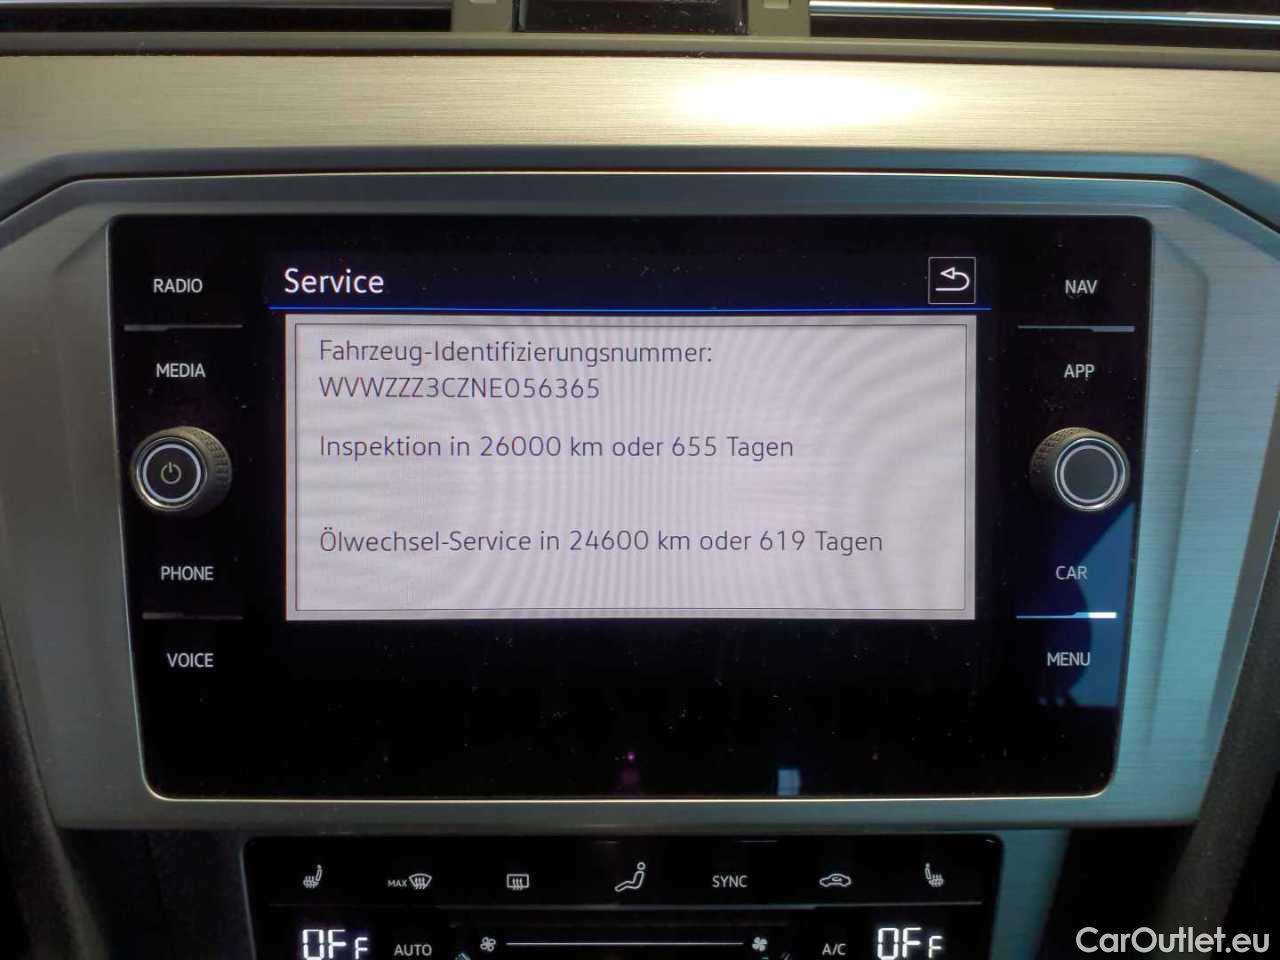 Service
RADIO
MEDIA
PHONE
VOICE
NAV
APP
CAR
MENU
Fahrzeug-Identifizierungsnummer:
WVWZZZ3CZNE056365
Inspektion in 26000 km oder 655 Tagen
Ölwechsel-Service in 24600 km oder 619 Tagen
MAX
SYNC
OFF
AUTO
A/C
OFF
CarOutlet.eu